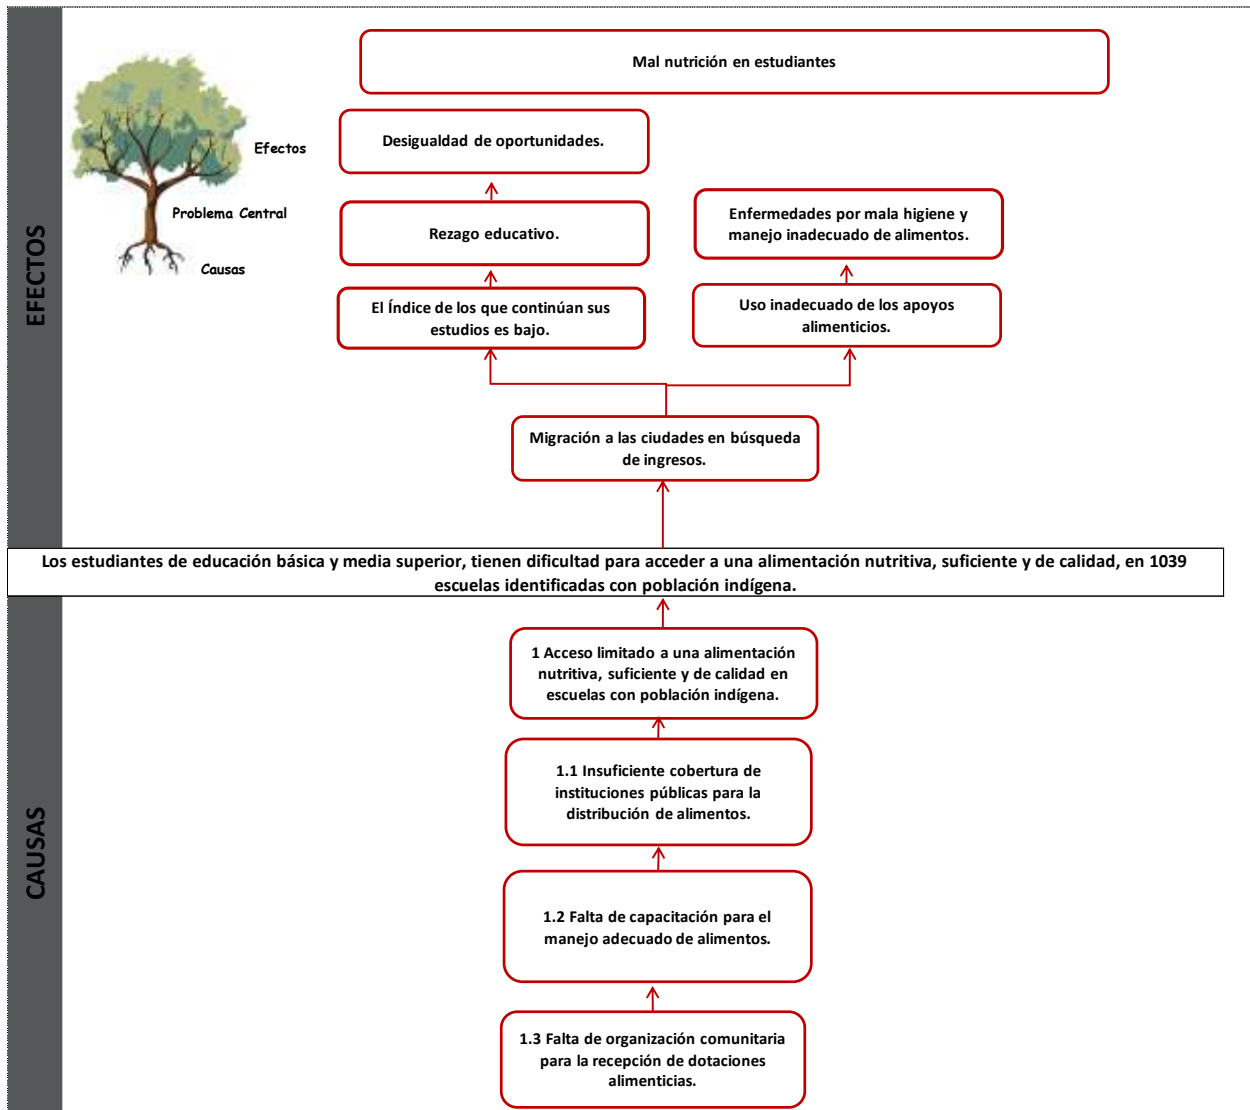 EFECTOS
Mal nutrición en estudiantes
Efectos
Problema Central
Causas
Desigualdad de oportunidades.
Rezago educativo.
El Índice de los que continúan sus
estudios es bajo.
Enfermedades por mala higiene y
manejo inadecuado de alimentos.
Uso inadecuado de los apoyos
alimenticios.
Migración a las ciudades en búsqueda
de ingresos.
Los estudiantes de educación básica y media superior, tienen dificultad para acceder a una alimentación nutritiva, suficiente y de calidad, en 1039
escuelas identificadas con población indígena.
CAUSAS
1 Acceso limitado a una alimentación
nutritiva, suficiente y de calidad en
escuelas con población indígena.
1.1 Insuficiente cobertura de
instituciones públicas para la
distribución de alimentos.
1.2 Falta de capacitación para el
manejo adecuado de alimentos.
1.3 Falta de organización comunitaria
para la recepción de dotaciones
alimenticias.